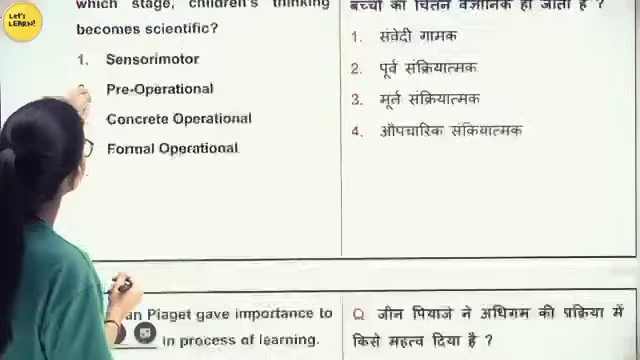 Let's
LEARN!
which stage, children's thinking
becomes scientific?
1. Sensorimotor
Pre-Operational
Concrete Operational
Formal Operational
बच्चों का चिंतन वैज्ञानिक हो जाता है ?
1. संवेदी गामक
2. पूर्व संक्रियात्मक
3. मूर्त संक्रियात्मक
4. औपचारिक संक्रियात्मक
Piaget gave importance to
in process of learning.
Q जीन पियाजे ने अधिगम की प्रक्रिया में
किसे महत्व दिया है ?